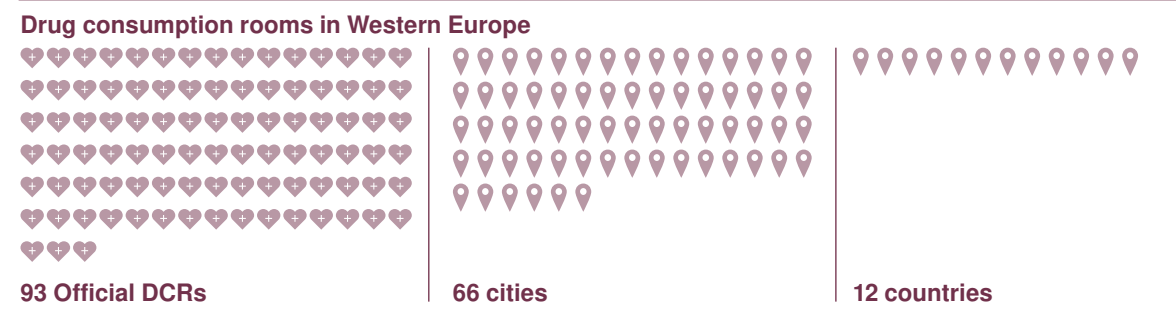 Drug consumption rooms in Western Europe
93 Official DCRs
66 cities
12 countries